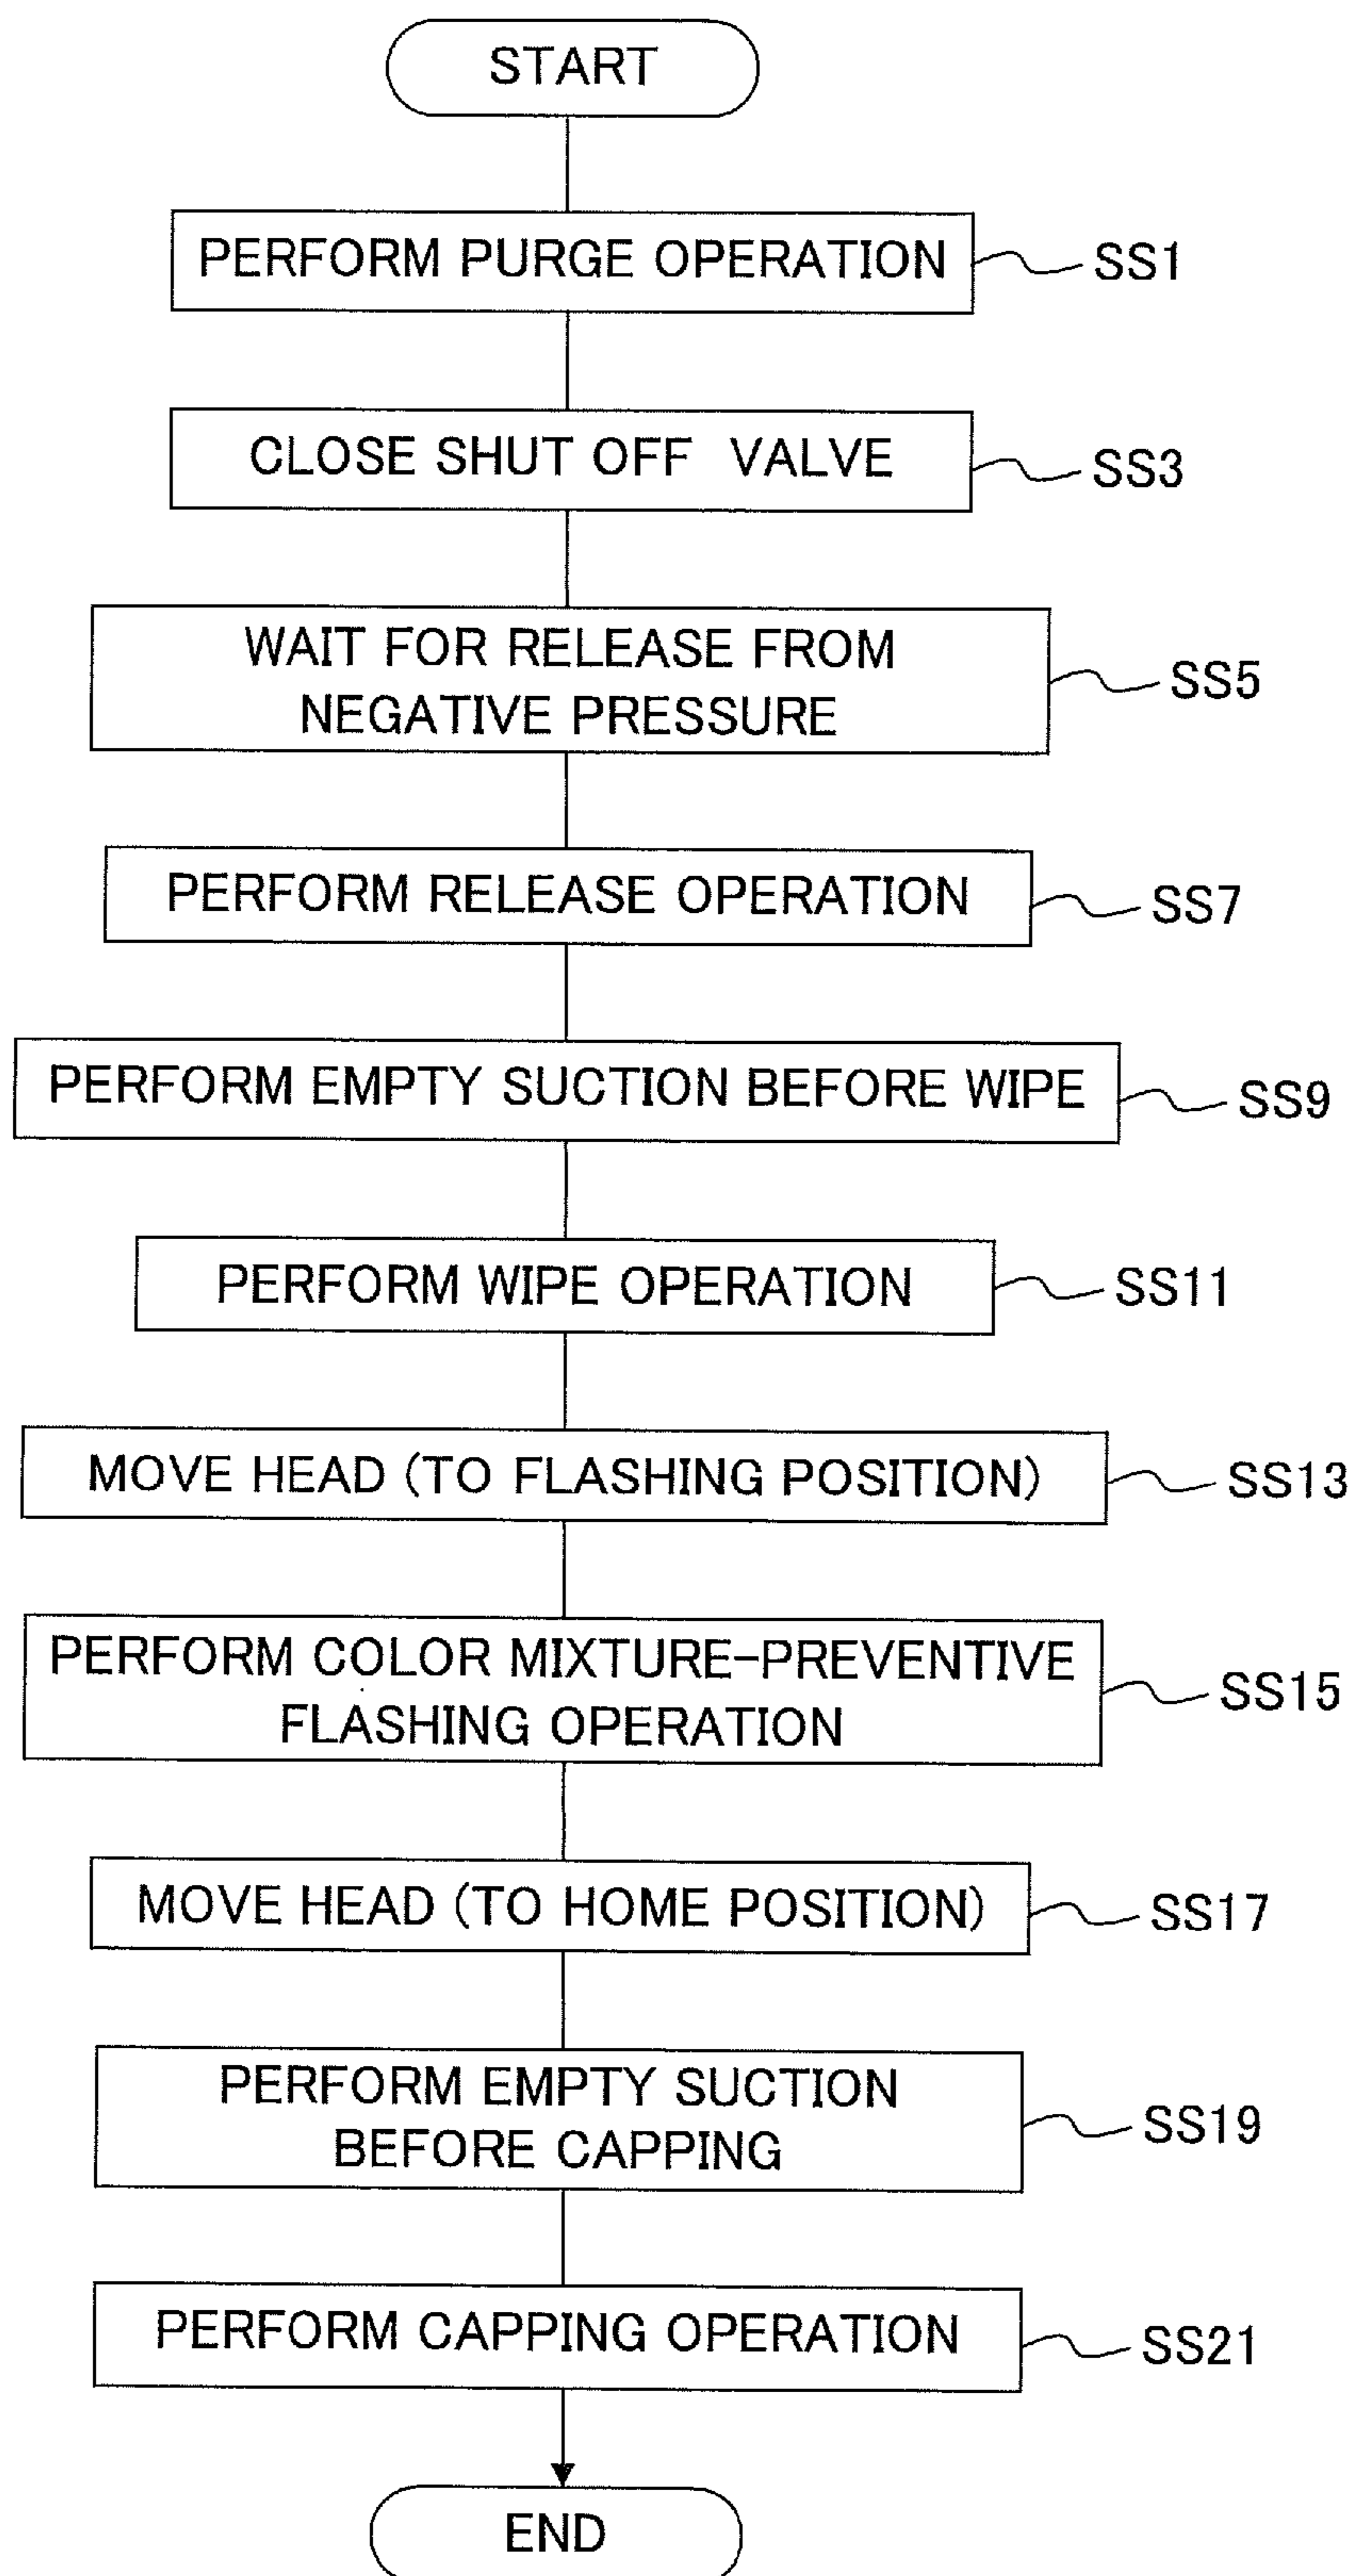 START
PERFORM PURGE OPERATION
SS1
CLOSE SHUT OFF VALVE
SS3
WAIT FOR RELEASE FROM
NEGATIVE PRESSURE
SS5
PERFORM RELEASE OPERATION
SS7
PERFORM EMPTY SUCTION BEFORE WIPE
SS9
PERFORM WIPE OPERATION
SS11
MOVE HEAD (TO FLASHING POSITION)
SS13
PERFORM COLOR MIXTURE-PREVENTIVE
FLASHING OPERATION
SS15
MOVE HEAD (TO HOME POSITION)
SS17
PERFORM EMPTY SUCTION
BEFORE CAPPING
SS19
PERFORM CAPPING OPERATION
SS21
END